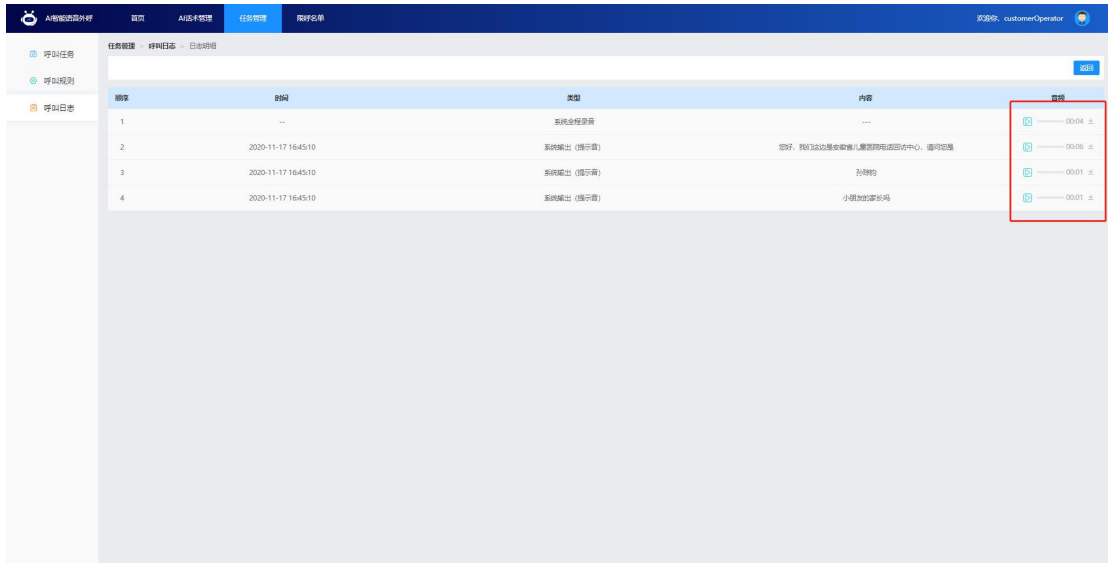 AI智能语音外呼 首页 AI话术管理 任务管理 限呼名单 欢迎你，customerOperator
呼叫任务
呼叫规则
呼叫日志
任务管理 > 呼叫日志 > 日志明细
返回
顺序 时间 类型 内容 音频
1 -- 系统全程录音 --- 00:04
2 2020-11-17 16:45:10 系统输出（提示音） 您好，我们这边是安徽省儿童医院电话回访中心，请问您是 00:06
3 2020-11-17 16:45:10 系统输出（提示音） 00:01
4 2020-11-17 16:45:10 系统输出（提示音） 小朋友的家长吗 00:01